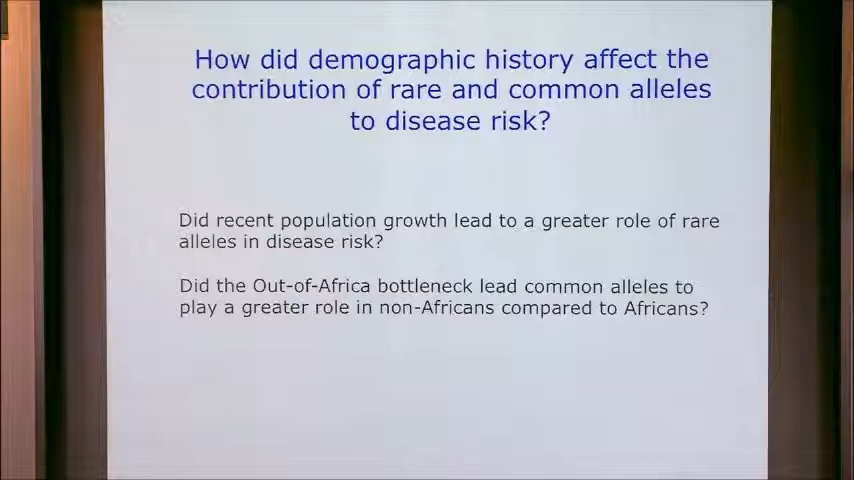 How did demographic history affect the
contribution of rare and common alleles
to disease risk?
Did recent population growth lead to a greater role of rare
alleles in disease risk?
Did the Out-of-Africa bottleneck lead common alleles to
play a greater role in non-Africans compared to Africans?